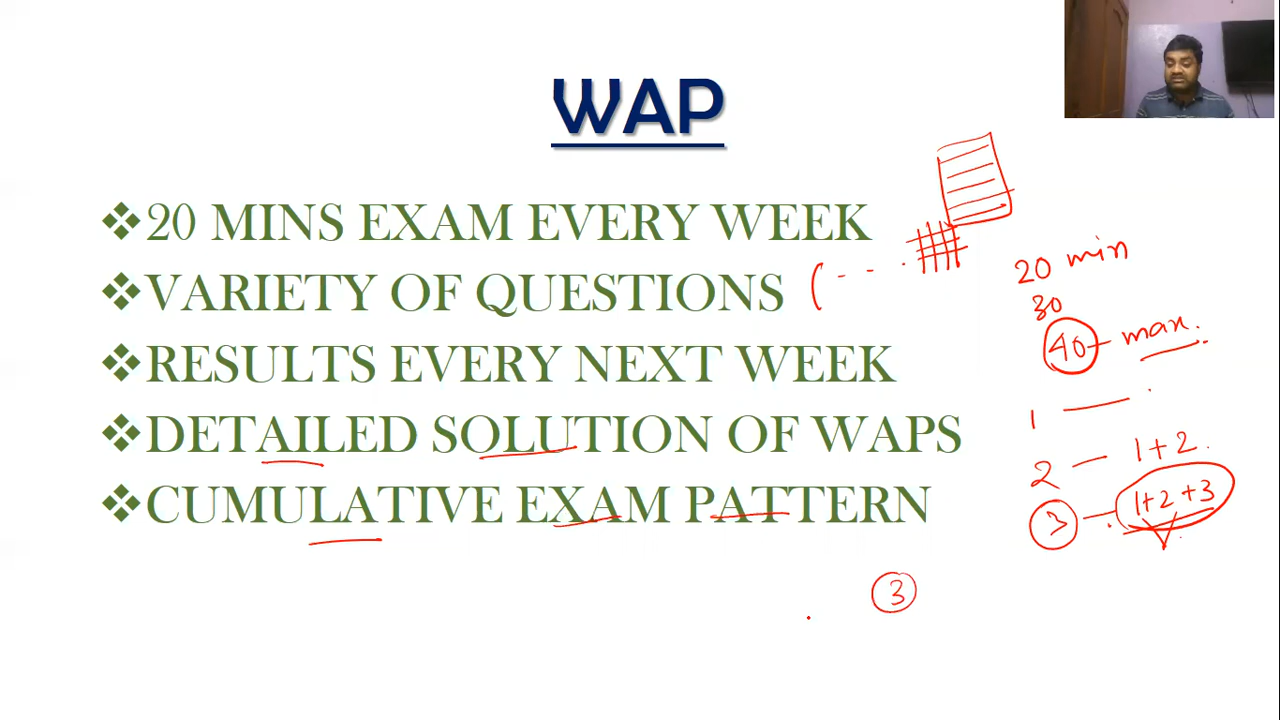 WAP
❖20 MINS EXAM EVERY WEEK
❖VARIETY OF QUESTIONS
❖RESULTS EVERY NEXT WEEK
❖DETAILED SOLUTION OF WAPS
❖CUMULATIVE EXAM PATTERN
20 min
30
40 - max.
1 —
2 — 1+2.
3 — 1+2+3
3